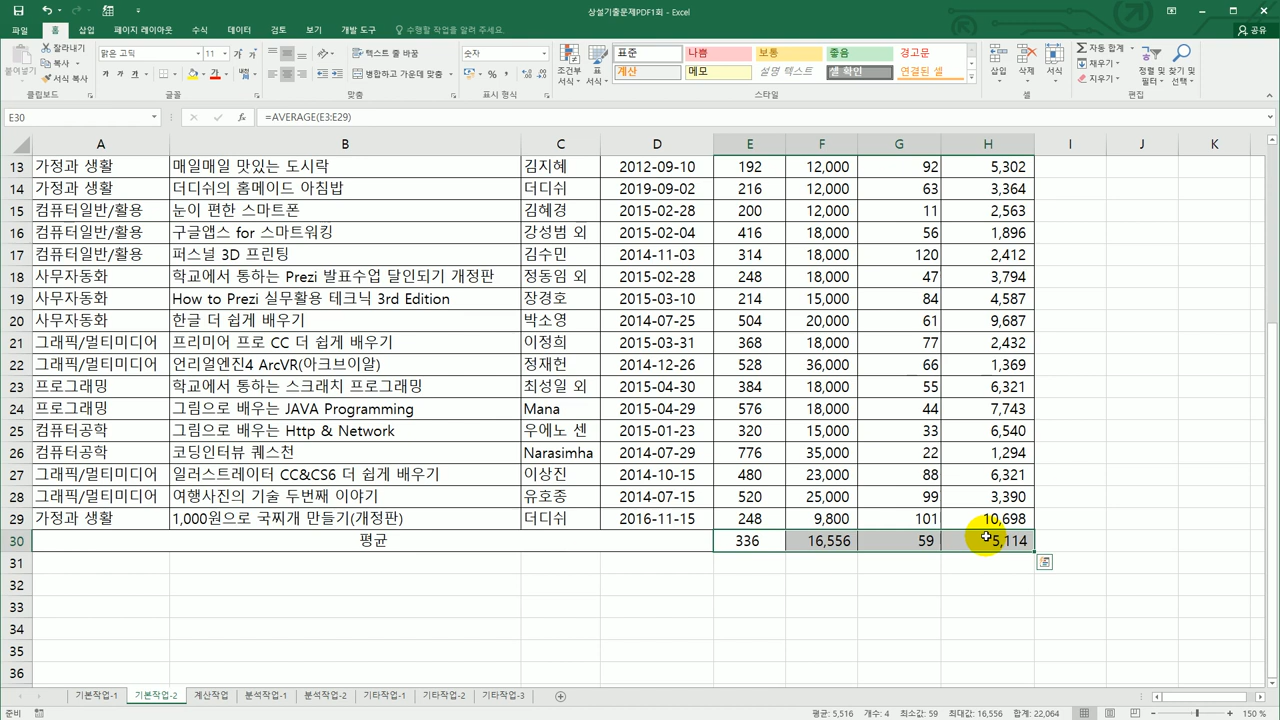 상설기출문제PDF1회 - Excel
파일 홈 삽입 페이지 레이아웃 수식 데이터 검토 보기 개발 도구 수행할 작업을 알려 주세요. 공유
붙여넣기 잘라내기 복사 서식 복사 클립보드
맑은 고딕 11 가 가 가 가 가 가 글꼴
텍스트 줄 바꿈 병합하고 가운데 맞춤 맞춤
숫자 % 표시 형식
조건부 서식 표 서식 표준 나쁨 보통 좋음 경고문
계산 메모 설명 텍스트 셀 확인 연결된 셀 스타일
삽입 삭제 서식 셀
자동 합계 채우기 지우기 정렬 및 필터 찾기 및 선택 편집
E30 fx =AVERAGE(E3:E29)
A B C D E F G H I J K
13 가정과 생활 매일매일 맛있는 도시락 김지혜 2012-09-10 192 12,000 92 5,302
14 가정과 생활 더디쉬의 홈메이드 아침밥 더디쉬 2019-09-02 216 12,000 63 3,364
15 컴퓨터일반/활용 눈이 편한 스마트폰 김혜경 2015-02-28 200 12,000 11 2,563
16 컴퓨터일반/활용 구글앱스 for 스마트워킹 강성범 외 2015-02-04 416 18,000 56 1,896
17 컴퓨터일반/활용 퍼스널 3D 프린팅 김수민 2014-11-03 314 18,000 120 2,412
18 사무자동화 학교에서 통하는 Prezi 발표수업 달인되기 개정판 정동임 외 2015-02-28 248 18,000 47 3,794
19 사무자동화 How to Prezi 실무활용 테크닉 3rd Edition 장경호 2015-03-10 214 15,000 84 4,587
20 사무자동화 한글 더 쉽게 배우기 박소영 2014-07-25 504 20,000 61 9,687
21 그래픽/멀티미디어 프리미어 프로 CC 더 쉽게 배우기 이정희 2015-03-31 368 18,000 77 2,432
22 그래픽/멀티미디어 언리얼엔진4 ArcVR(아크브이알) 정재헌 2014-12-26 528 36,000 66 1,369
23 프로그래밍 학교에서 통하는 스크래치 프로그래밍 최성일 외 2015-04-30 384 18,000 55 6,321
24 프로그래밍 그림으로 배우는 JAVA Programming Mana 2015-04-29 576 18,000 44 7,743
25 컴퓨터공학 그림으로 배우는 Http & Network 우에노 센 2015-01-23 320 15,000 33 6,540
26 컴퓨터공학 코딩인터뷰 퀘스천 Narasimha 2014-07-29 776 35,000 22 1,294
27 그래픽/멀티미디어 일러스트레이터 CC&CS6 더 쉽게 배우기 이상진 2014-10-15 480 23,000 88 6,321
28 그래픽/멀티미디어 여행사진의 기술 두번째 이야기 유호종 2014-07-15 520 25,000 99 3,390
29 가정과 생활 1,000원으로 국찌개 만들기(개정판) 더디쉬 2016-11-15 248 9,800 101 10,698
30 평균 336 16,556 59 5,114
31
32
33
34
35
36
기본작업-1 기본작업-2 계산작업 분석작업-1 분석작업-2 기타작업-1 기타작업-2 기타작업-3
준비 평균: 5,516 개수: 4 최소값: 59 최대값: 16,556 합계: 22,064 150 %